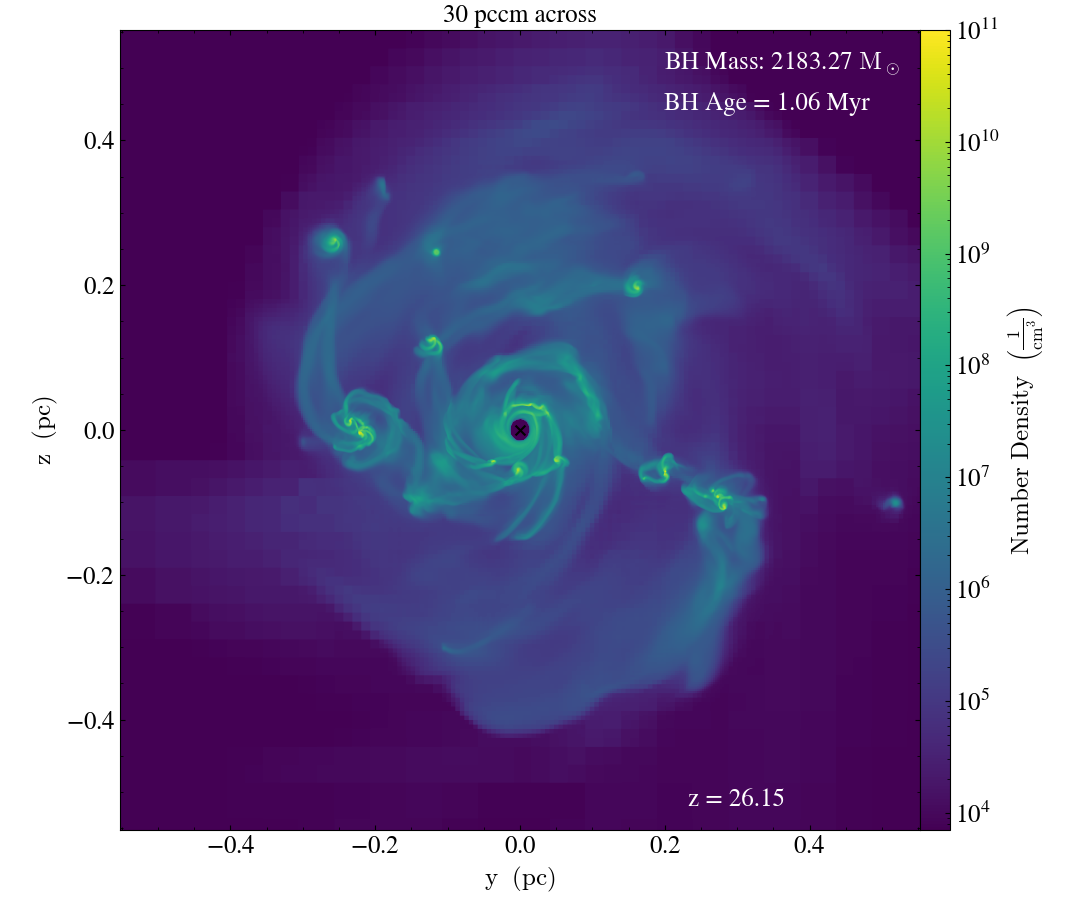 30 pccm across
BH Mass: 2183.27 M⊙
BH Age = 1.06 Myr
z = 26.15
0.4
0.2
0.0
−0.2
−0.4
z (pc)
−0.4 −0.2 0.0 0.2 0.4
y (pc)
10¹¹
10¹⁰
10⁹
10⁸
10⁷
10⁶
10⁵
10⁴
Number Density (1/cm³)